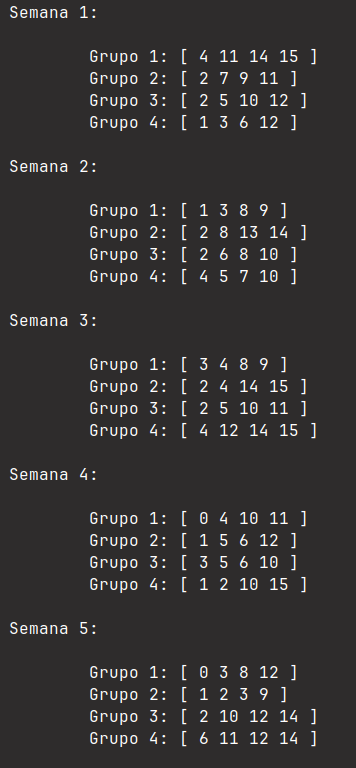 Semana 1:
Grupo 1: [ 4 11 14 15 ]
Grupo 2: [ 2 7 9 11 ]
Grupo 3: [ 2 5 10 12 ]
Grupo 4: [ 1 3 6 12 ]
Semana 2:
Grupo 1: [ 1 3 8 9 ]
Grupo 2: [ 2 8 13 14 ]
Grupo 3: [ 2 6 8 10 ]
Grupo 4: [ 4 5 7 10 ]
Semana 3:
Grupo 1: [ 3 4 8 9 ]
Grupo 2: [ 2 4 14 15 ]
Grupo 3: [ 2 5 10 11 ]
Grupo 4: [ 4 12 14 15 ]
Semana 4:
Grupo 1: [ 0 4 10 11 ]
Grupo 2: [ 1 5 6 12 ]
Grupo 3: [ 3 5 6 10 ]
Grupo 4: [ 1 2 10 15 ]
Semana 5:
Grupo 1: [ 0 3 8 12 ]
Grupo 2: [ 1 2 3 9 ]
Grupo 3: [ 2 10 12 14 ]
Grupo 4: [ 6 11 12 14 ]